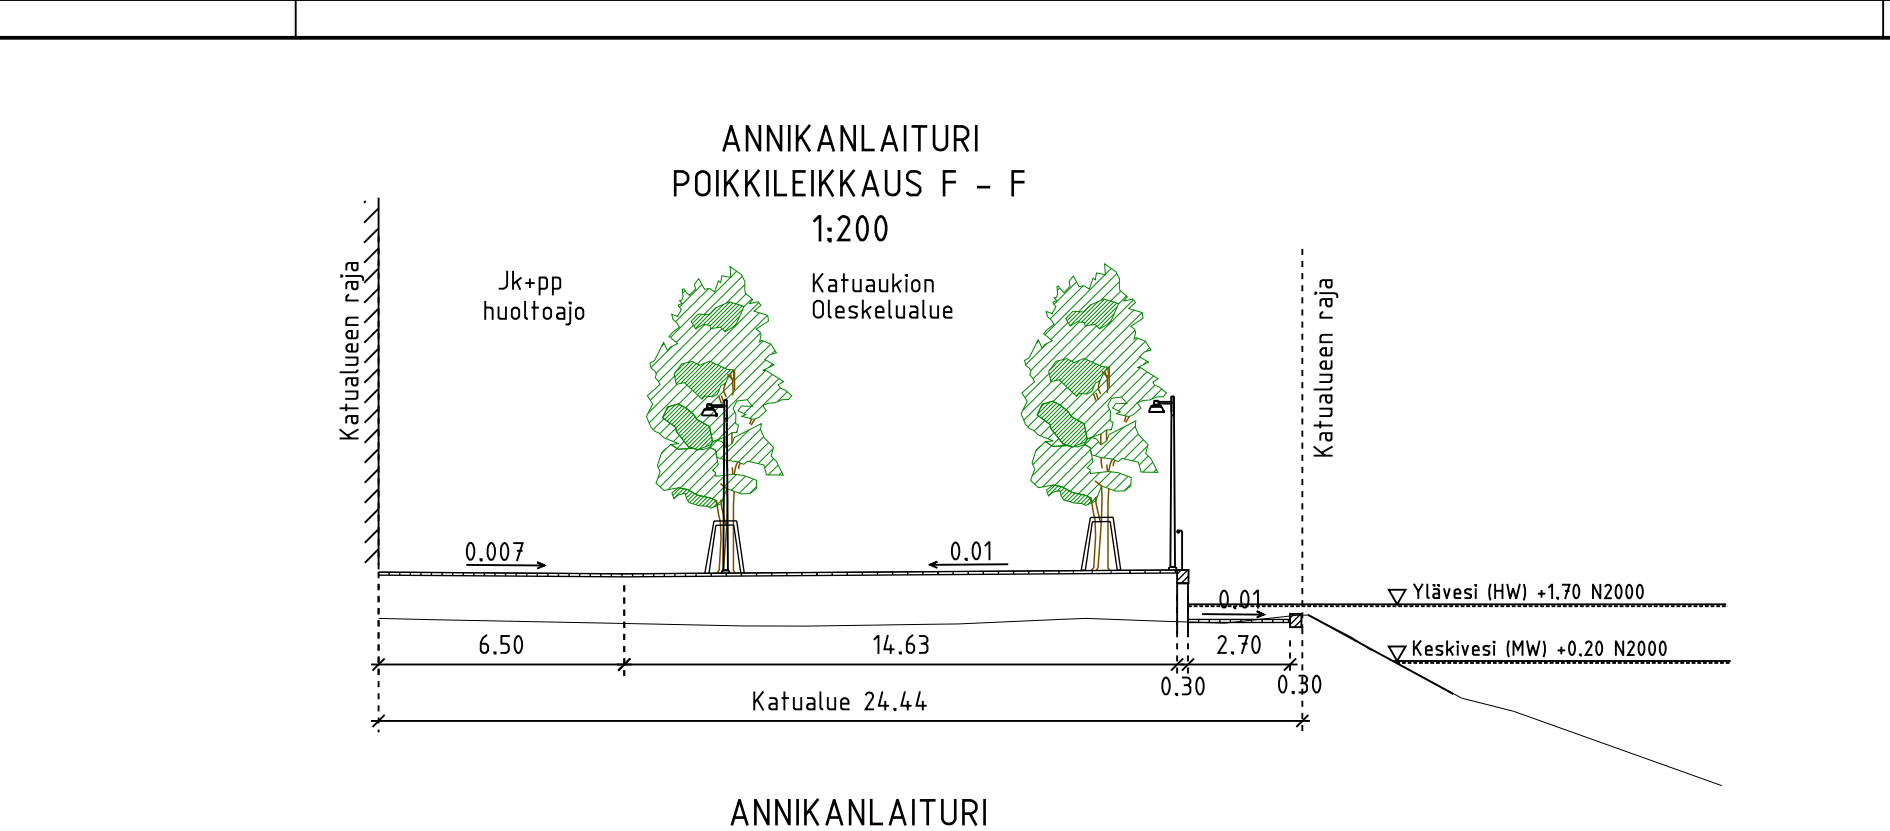 ANNIKANLAITURI
POIKKILEIKKAUS F - F
1:200
Katualueen raja
Jk+pp
huoltoajo
Katuaukion
Oleskelualue
Katualueen raja
0.007
0.01
0.01
Ylävesi (HW) +1.70 N2000
Keskivesi (MW) +0.20 N2000
6.50
14.63
2.70
0.30
0.30
Katualue 24.44
ANNIKANLAITURI